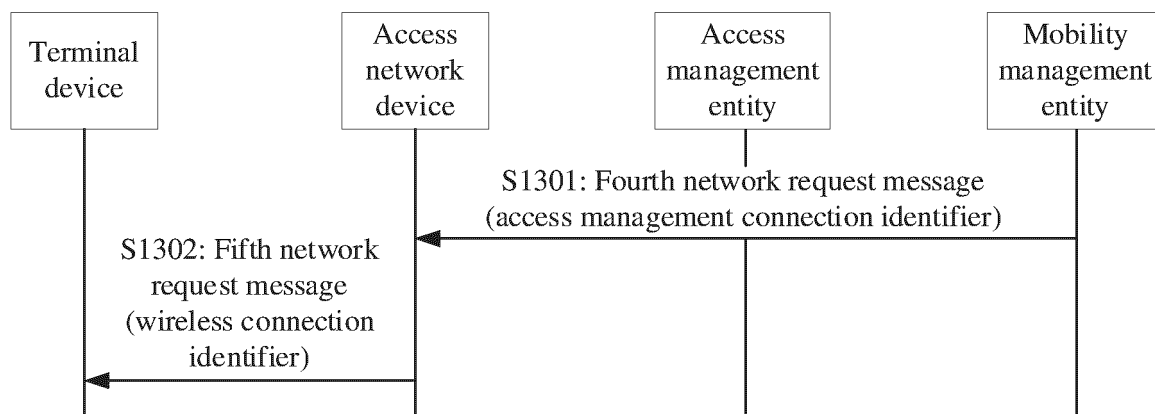 Terminal
device
Access
network
device
Access
management
entity
Mobility
management
entity
S1301: Fourth network request message
(access management connection identifier)
S1302: Fifth network
request message
(wireless connection
identifier)